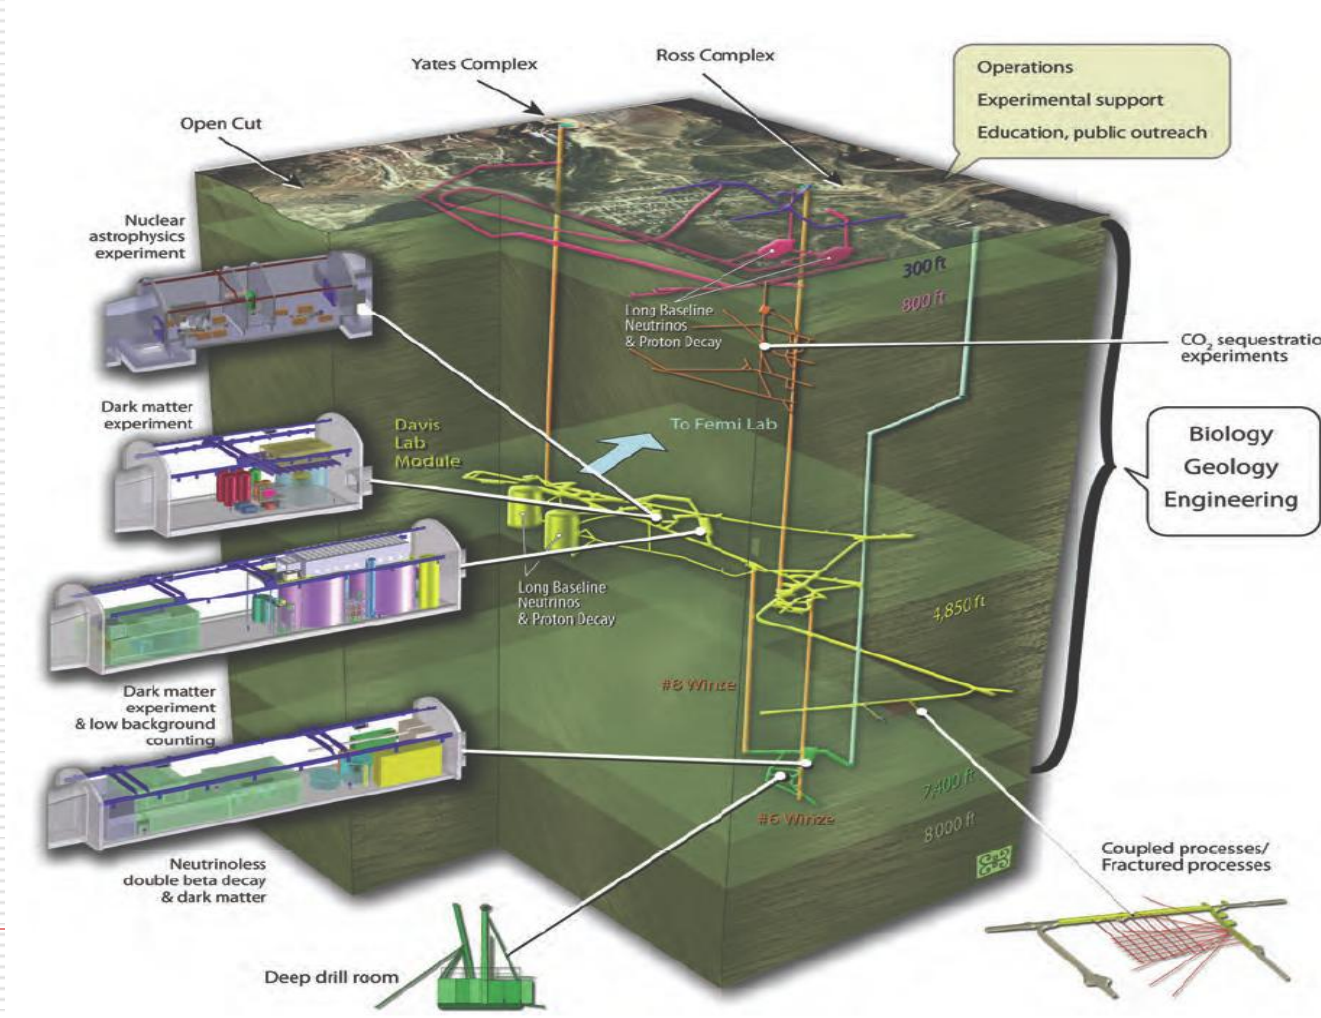 Yates Complex
Ross Complex
Operations
Experimental support
Education, public outreach
Open Cut
Nuclear
astrophysics
experiment
300 ft
800 ft
Long Baseline
Neutrinos
& Proton Decay
CO₂ sequestratio
experiments
Dark matter
experiment
Davis
Lab
Module
To Fermi Lab
Biology
Geology
Engineering
Long Baseline
Neutrinos
& Proton Decay
4,850 ft
Dark matter
experiment
& low background
counting
#8 Winze
7,400 ft
#6 Winze
8000 ft
Coupled processes/
Fractured processes
Neutrinoless
double beta decay
& dark matter
Deep drill room